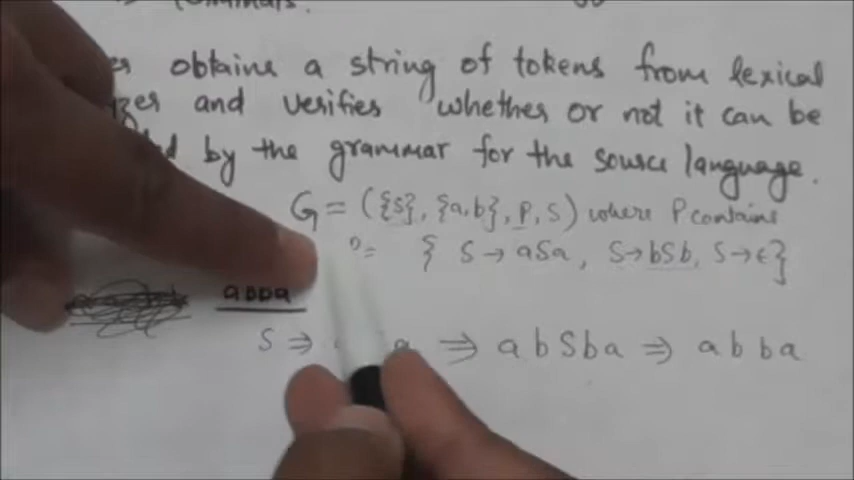 obtains a string of tokens from lexical
and verifies whether or not it can be
by the grammar for the source language.
G = ({S}, {a,b}, P, S) where P contains
P = { S → aSa, S → bSb, S → ε }
abba
S ⇒ a ⇒ abSba ⇒ abba